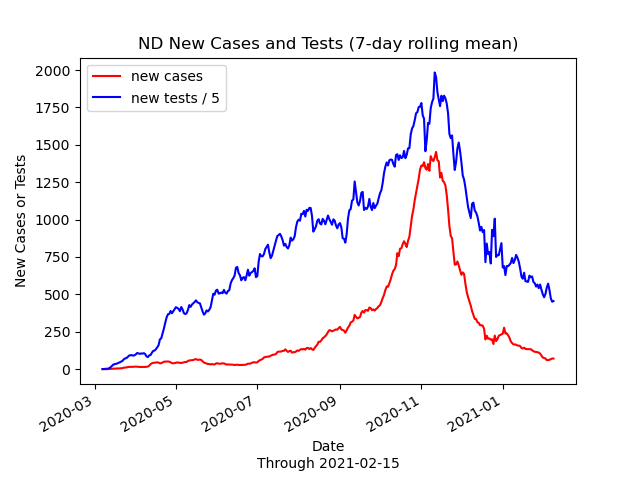 ND New Cases and Tests (7-day rolling mean)
new cases
new tests / 5
New Cases or Tests
2000
1750
1500
1250
1000
750
500
250
0
2020-03
2020-05
2020-07
2020-09
2020-11
2021-01
Date
Through 2021-02-15